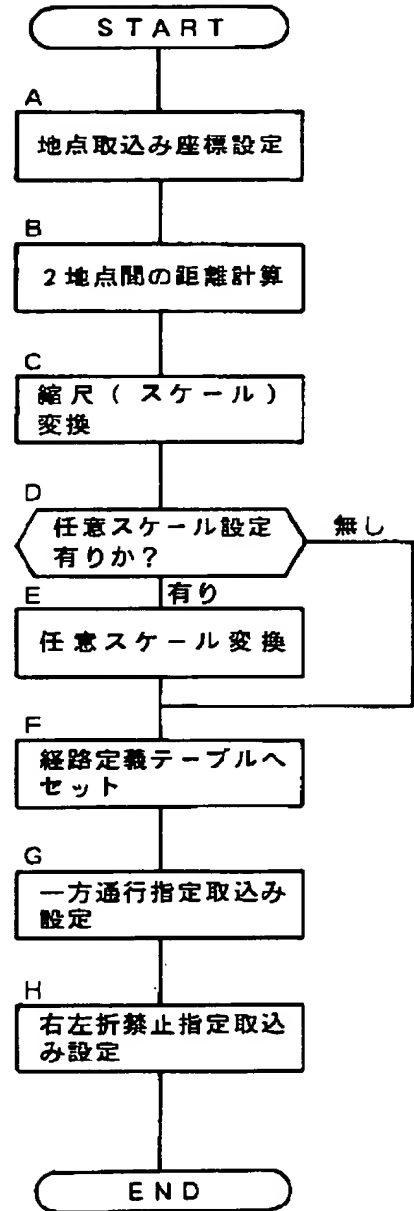 START
A
地点取込み座標設定
B
2地点間の距離計算
C
縮尺(スケール)
変換
D
任意スケール設定
有りか?
無し
有り
E
任意スケール変換
F
経路定義テーブルへ
セット
G
一方通行指定取込み
設定
H
右左折禁止指定取込
み設定
END